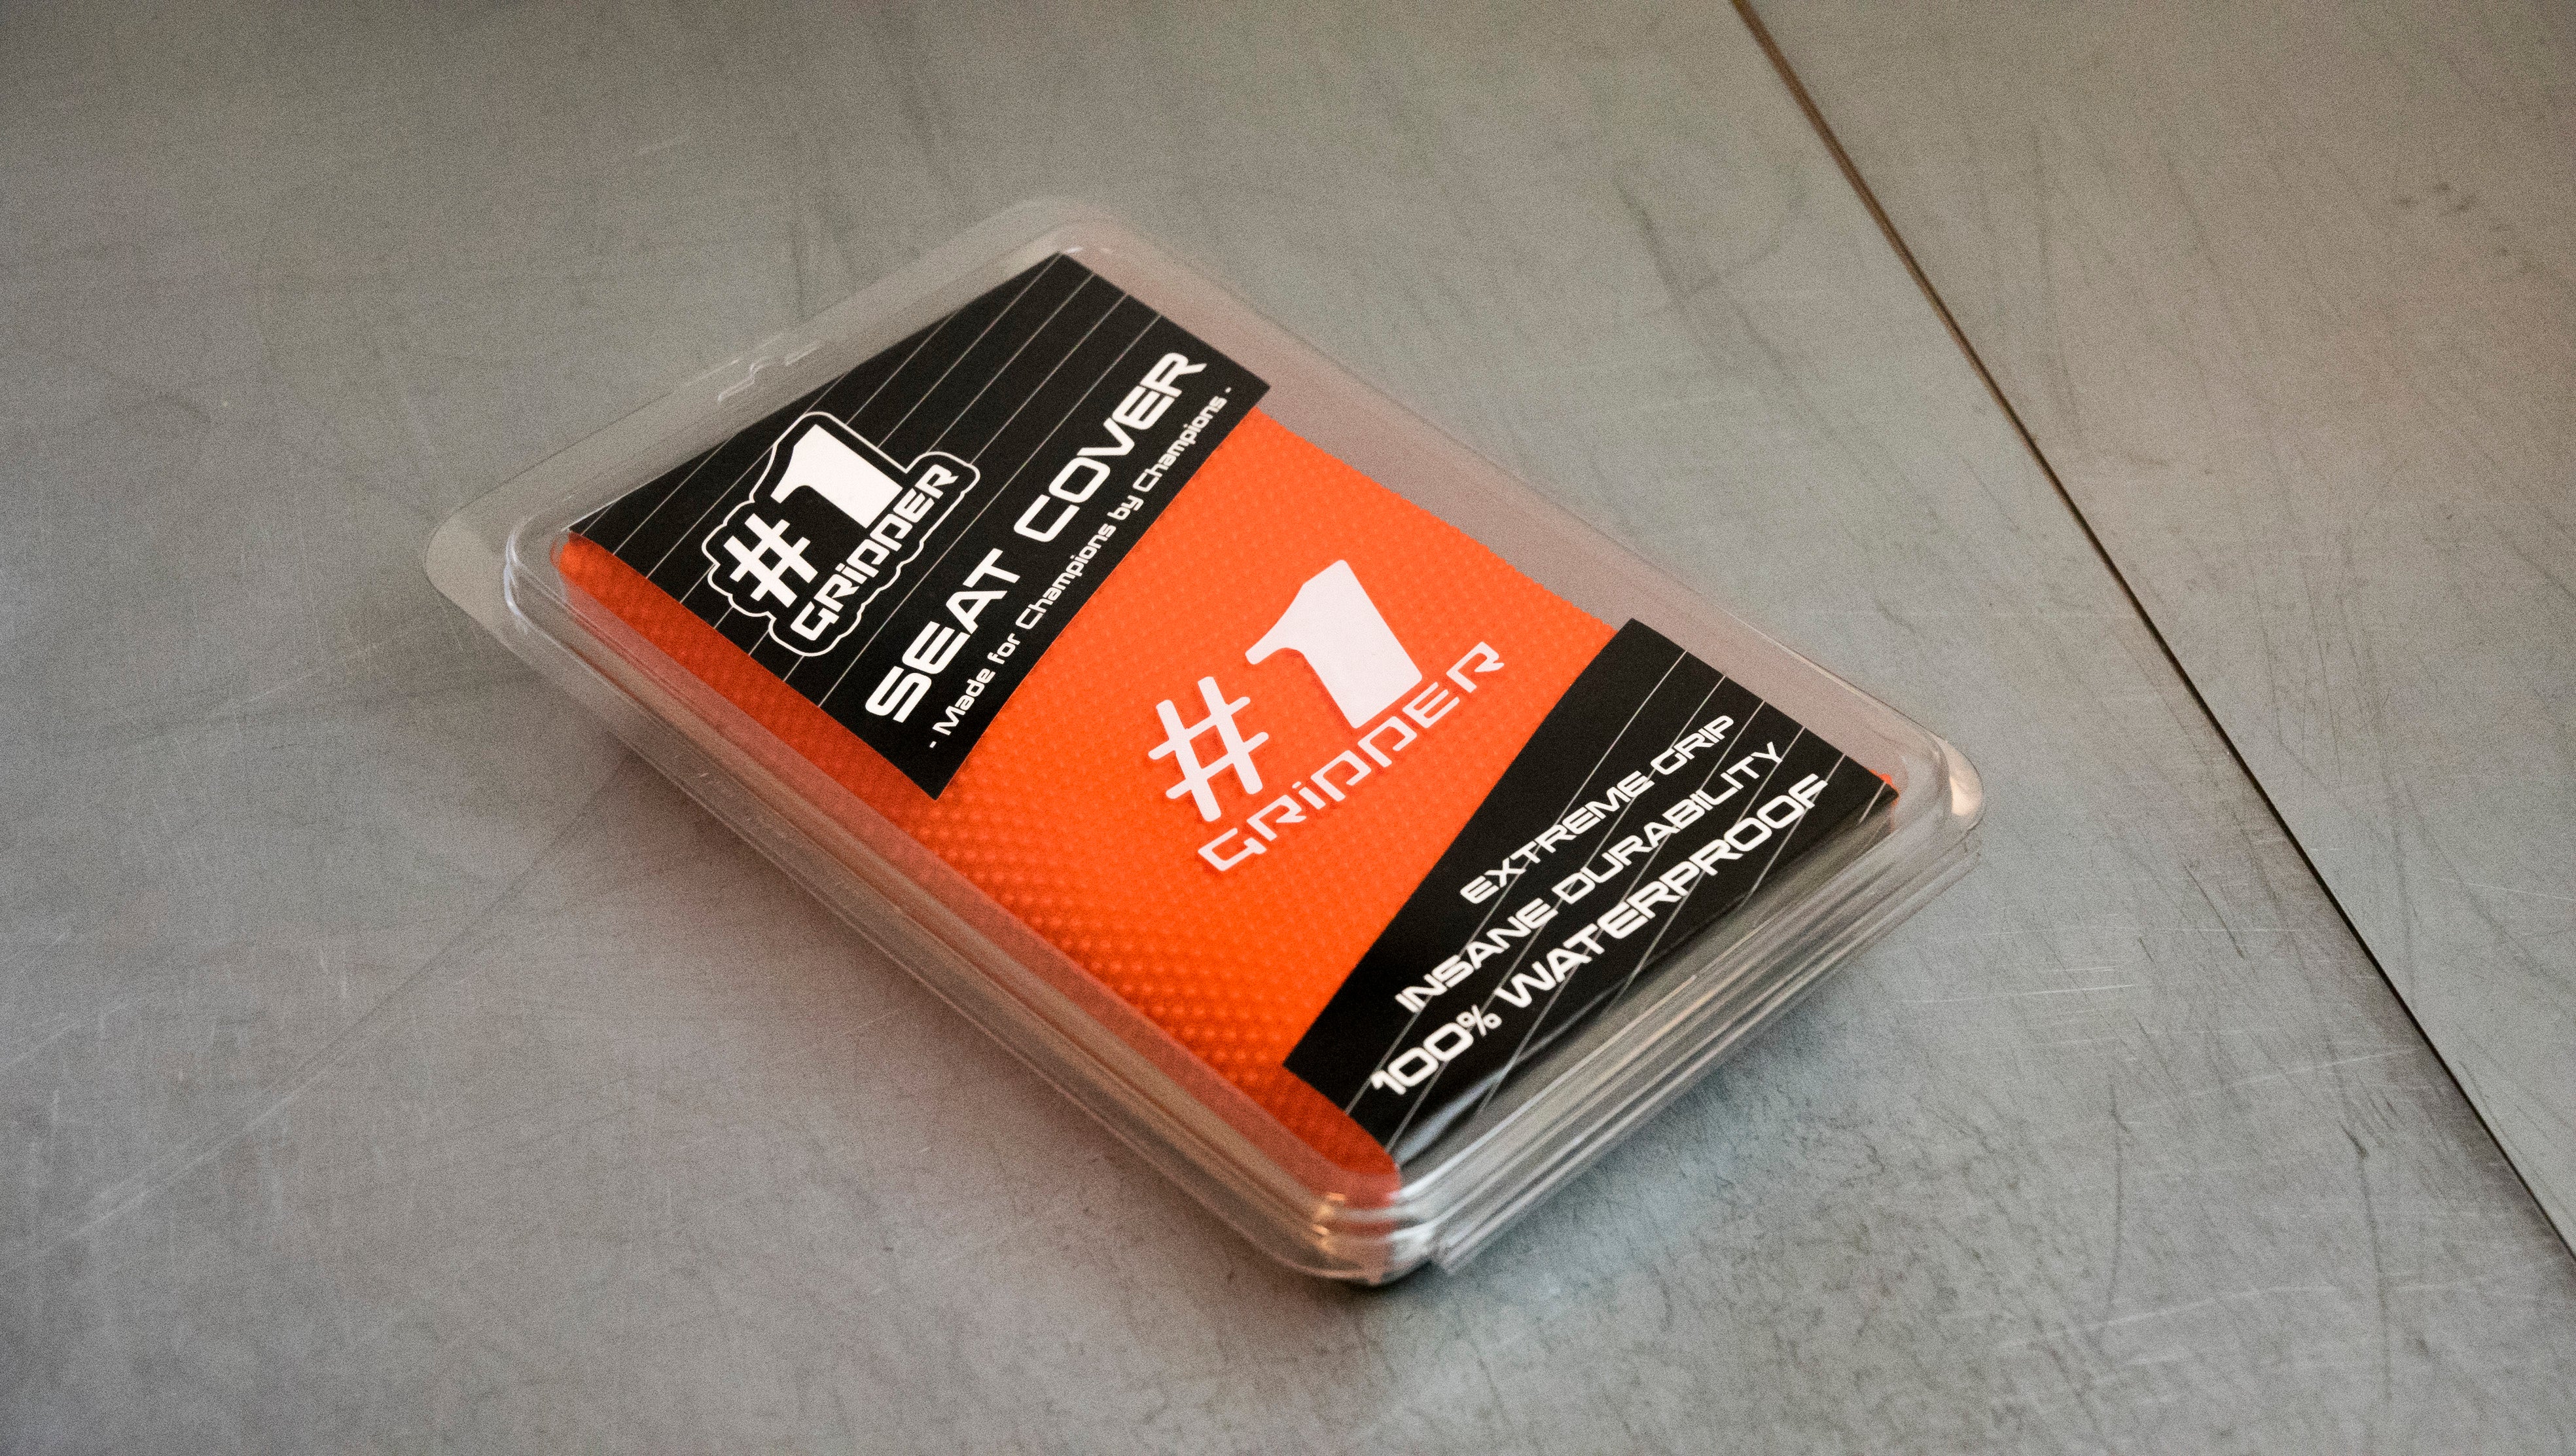 #1
GRIPPER
SEAT COVER
- Made for Champions by Champions -
#1
GRIPPER
EXTREME GRIP
INSANE DURABILITY
100% WATERPROOF